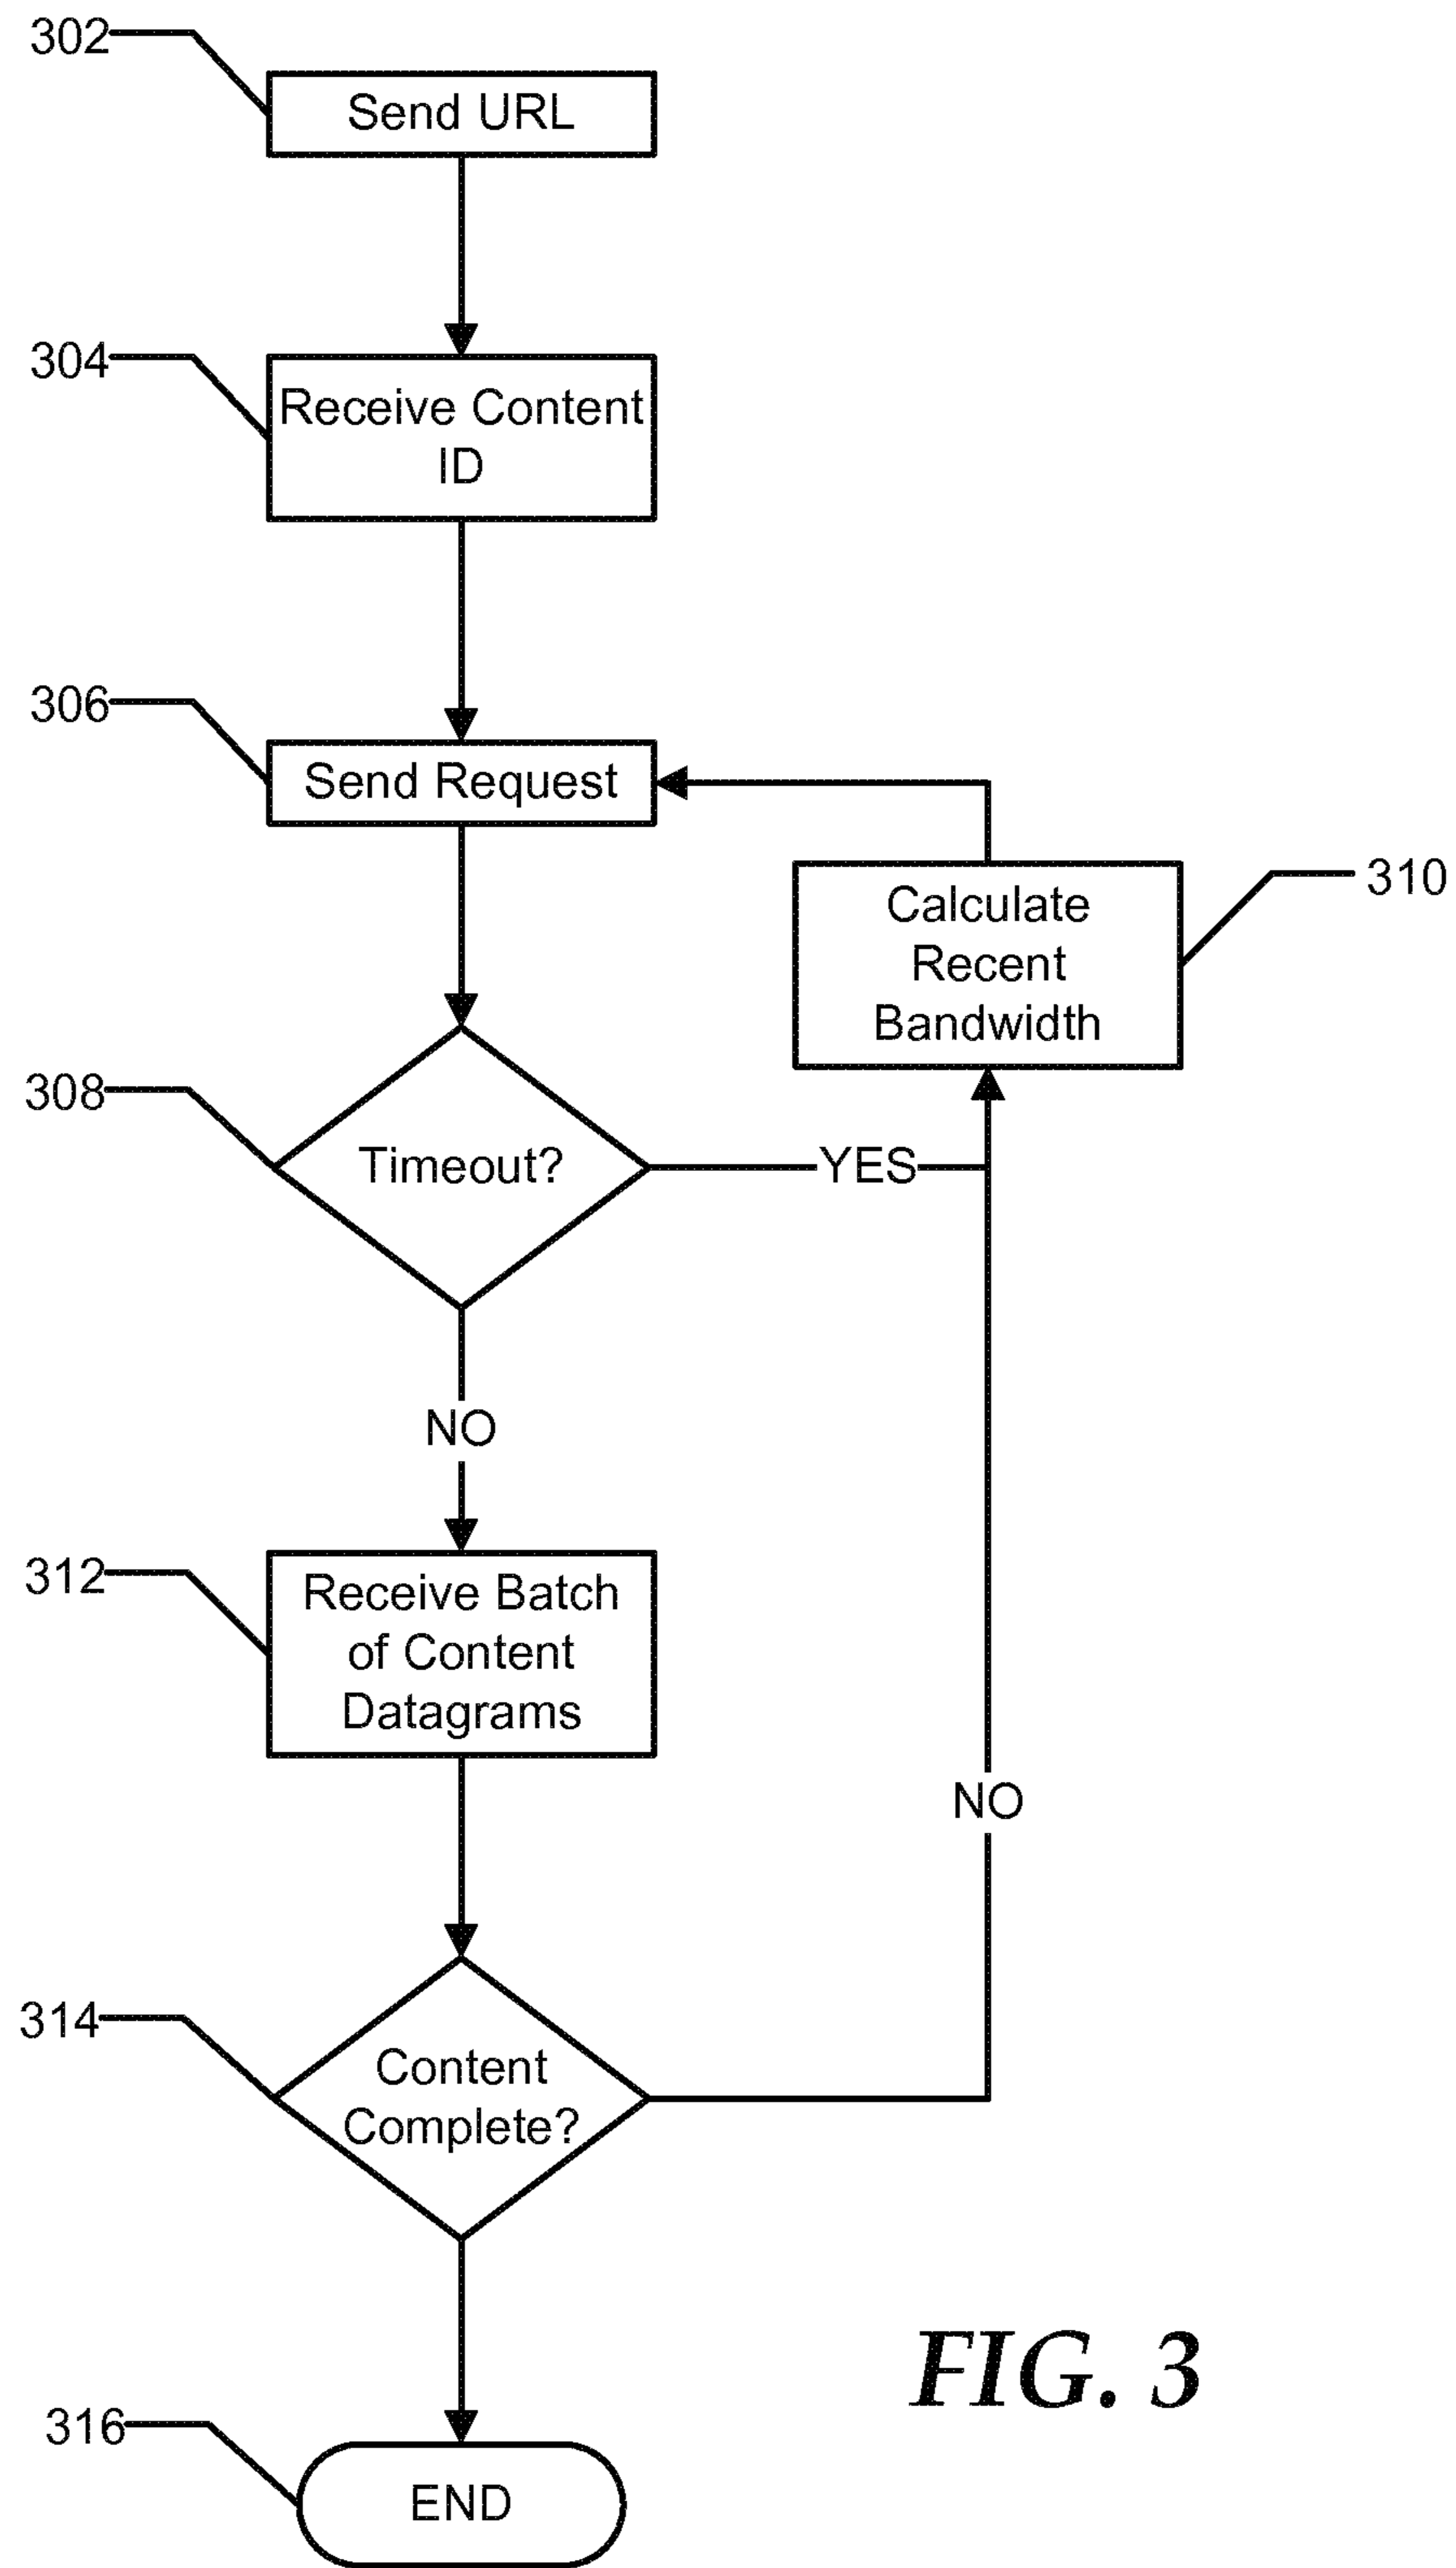 302
Send URL
304
Receive Content
ID
306
Send Request
310
Calculate
Recent
Bandwidth
308
Timeout?
YES
NO
312
Receive Batch
of Content
Datagrams
NO
314
Content
Complete?
316
END
FIG. 3